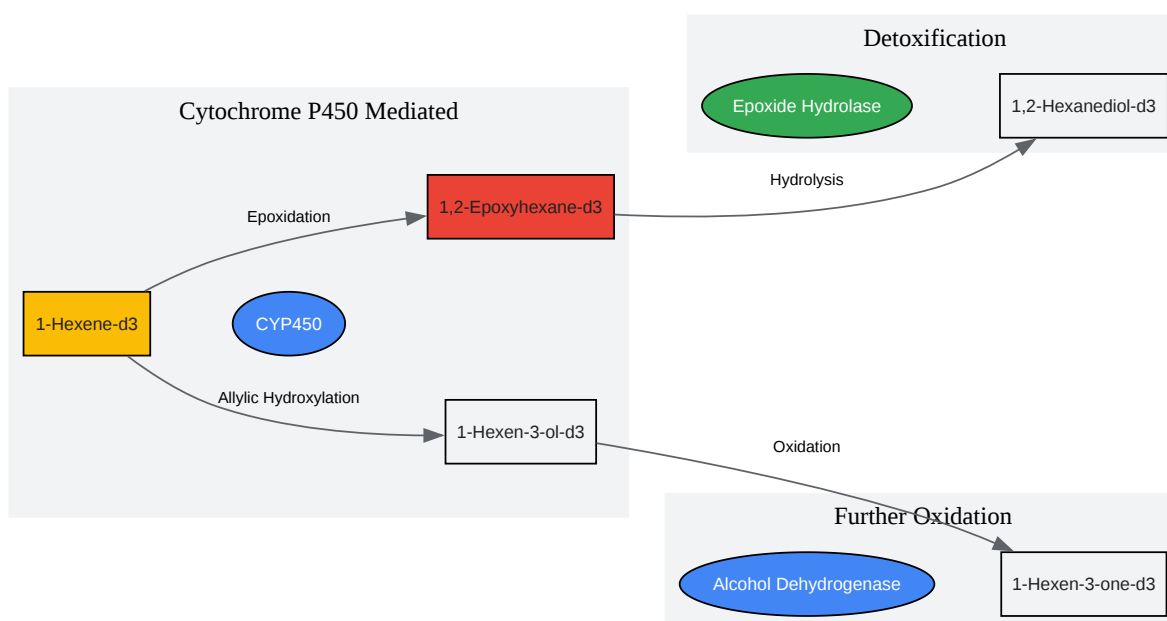 Detoxification
Epoxide Hydrolase
1,2-Hexanediol-d3
Cytochrome P450 Mediated
Hydrolysis
1,2-Epoxyhexane-d3
Epoxidation
1-Hexene-d3
CYP450
Allylic Hydroxylation
1-Hexen-3-ol-d3
Oxidation
Further Oxidation
Alcohol Dehydrogenase
1-Hexen-3-one-d3